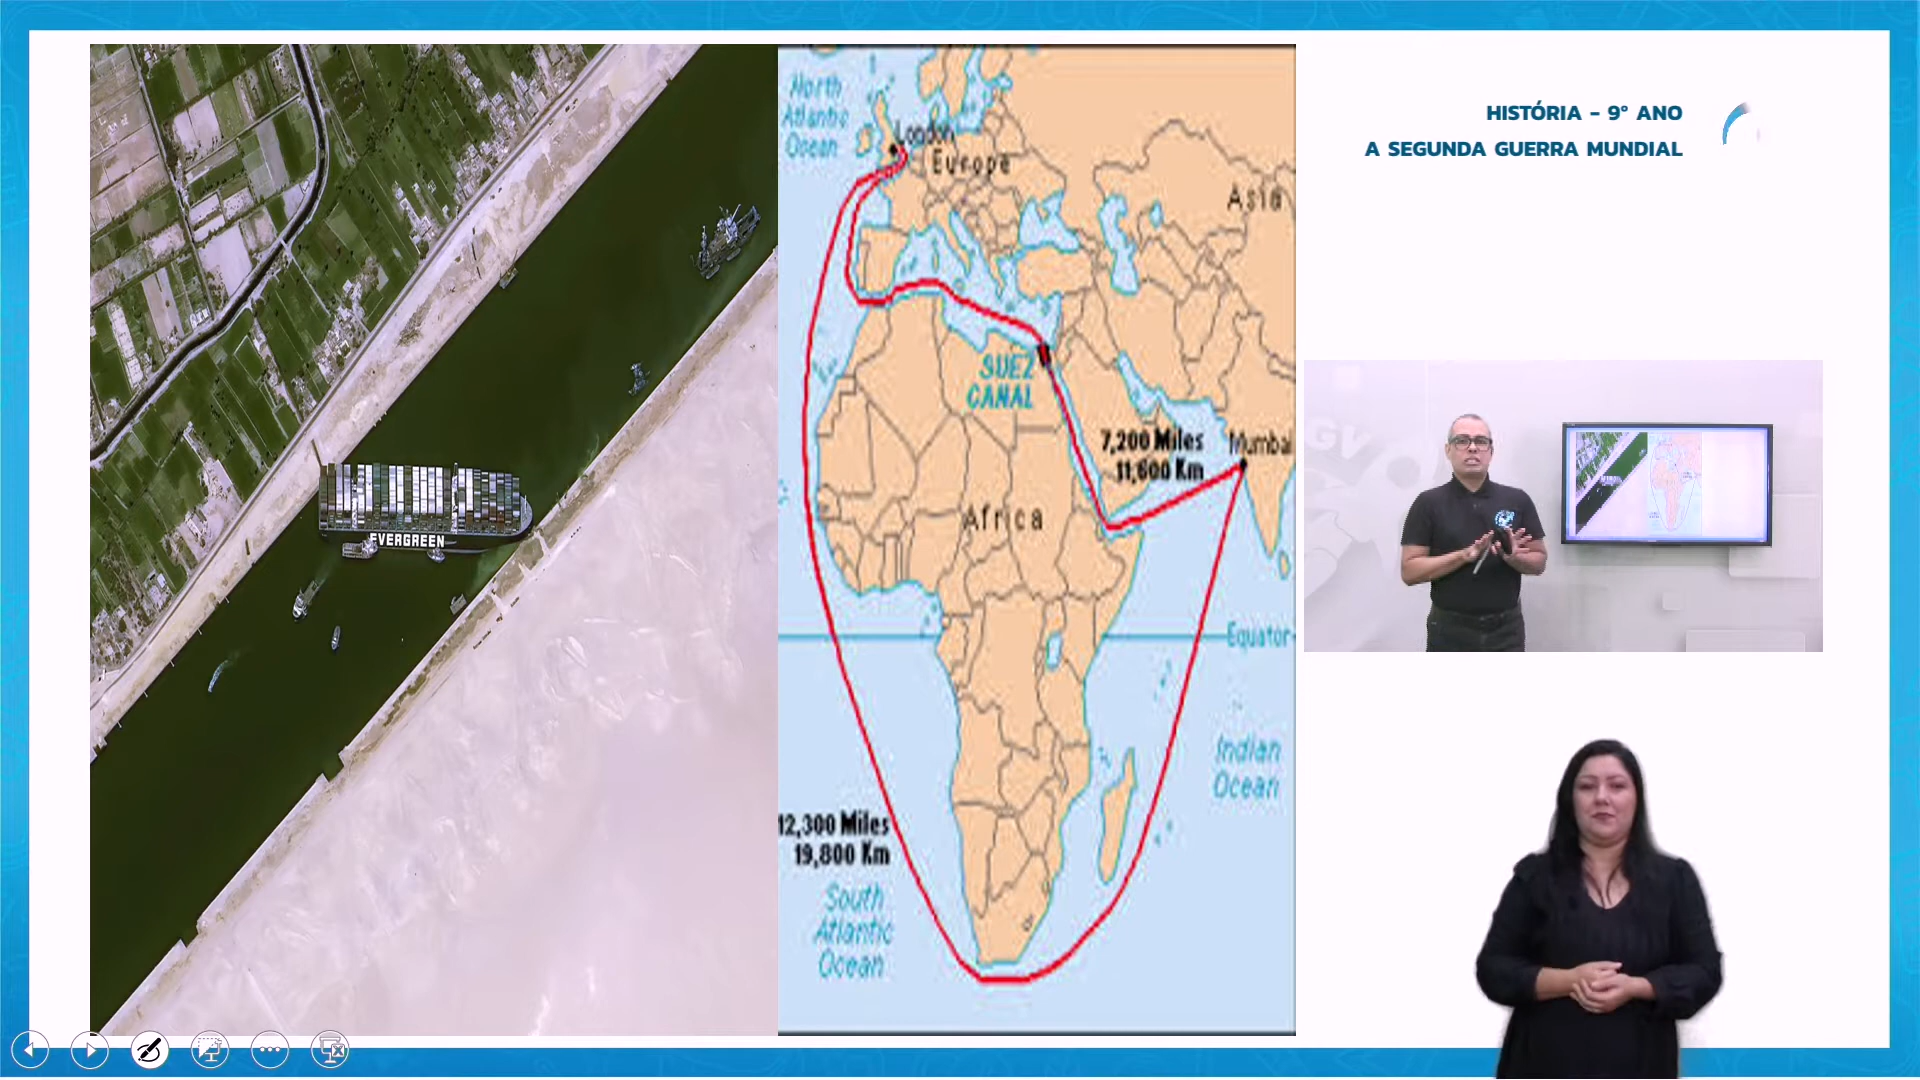 HISTÓRIA - 9° ANO
A SEGUNDA GUERRA MUNDIAL
EVERGREEN
North
Atlantic
Ocean
London
Europe
Asia
SUEZ
CANAL
7,200 Miles
11,600 Km
Mumbai
Africa
Equator
Indian
Ocean
12,300 Miles
19,800 Km
South
Atlantic
Ocean
GV